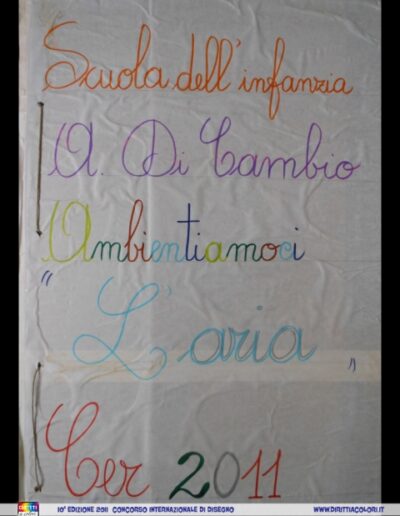 Scuola dell'infanzia
A. Di Cambio
Ambientiamoci
"L'aria"
Cer 2011
DIRITTI
10ª EDIZIONE 2011 CONCORSO INTERNAZIONALE DI DISEGNO
WWW.DIRITTIACOLORI.IT